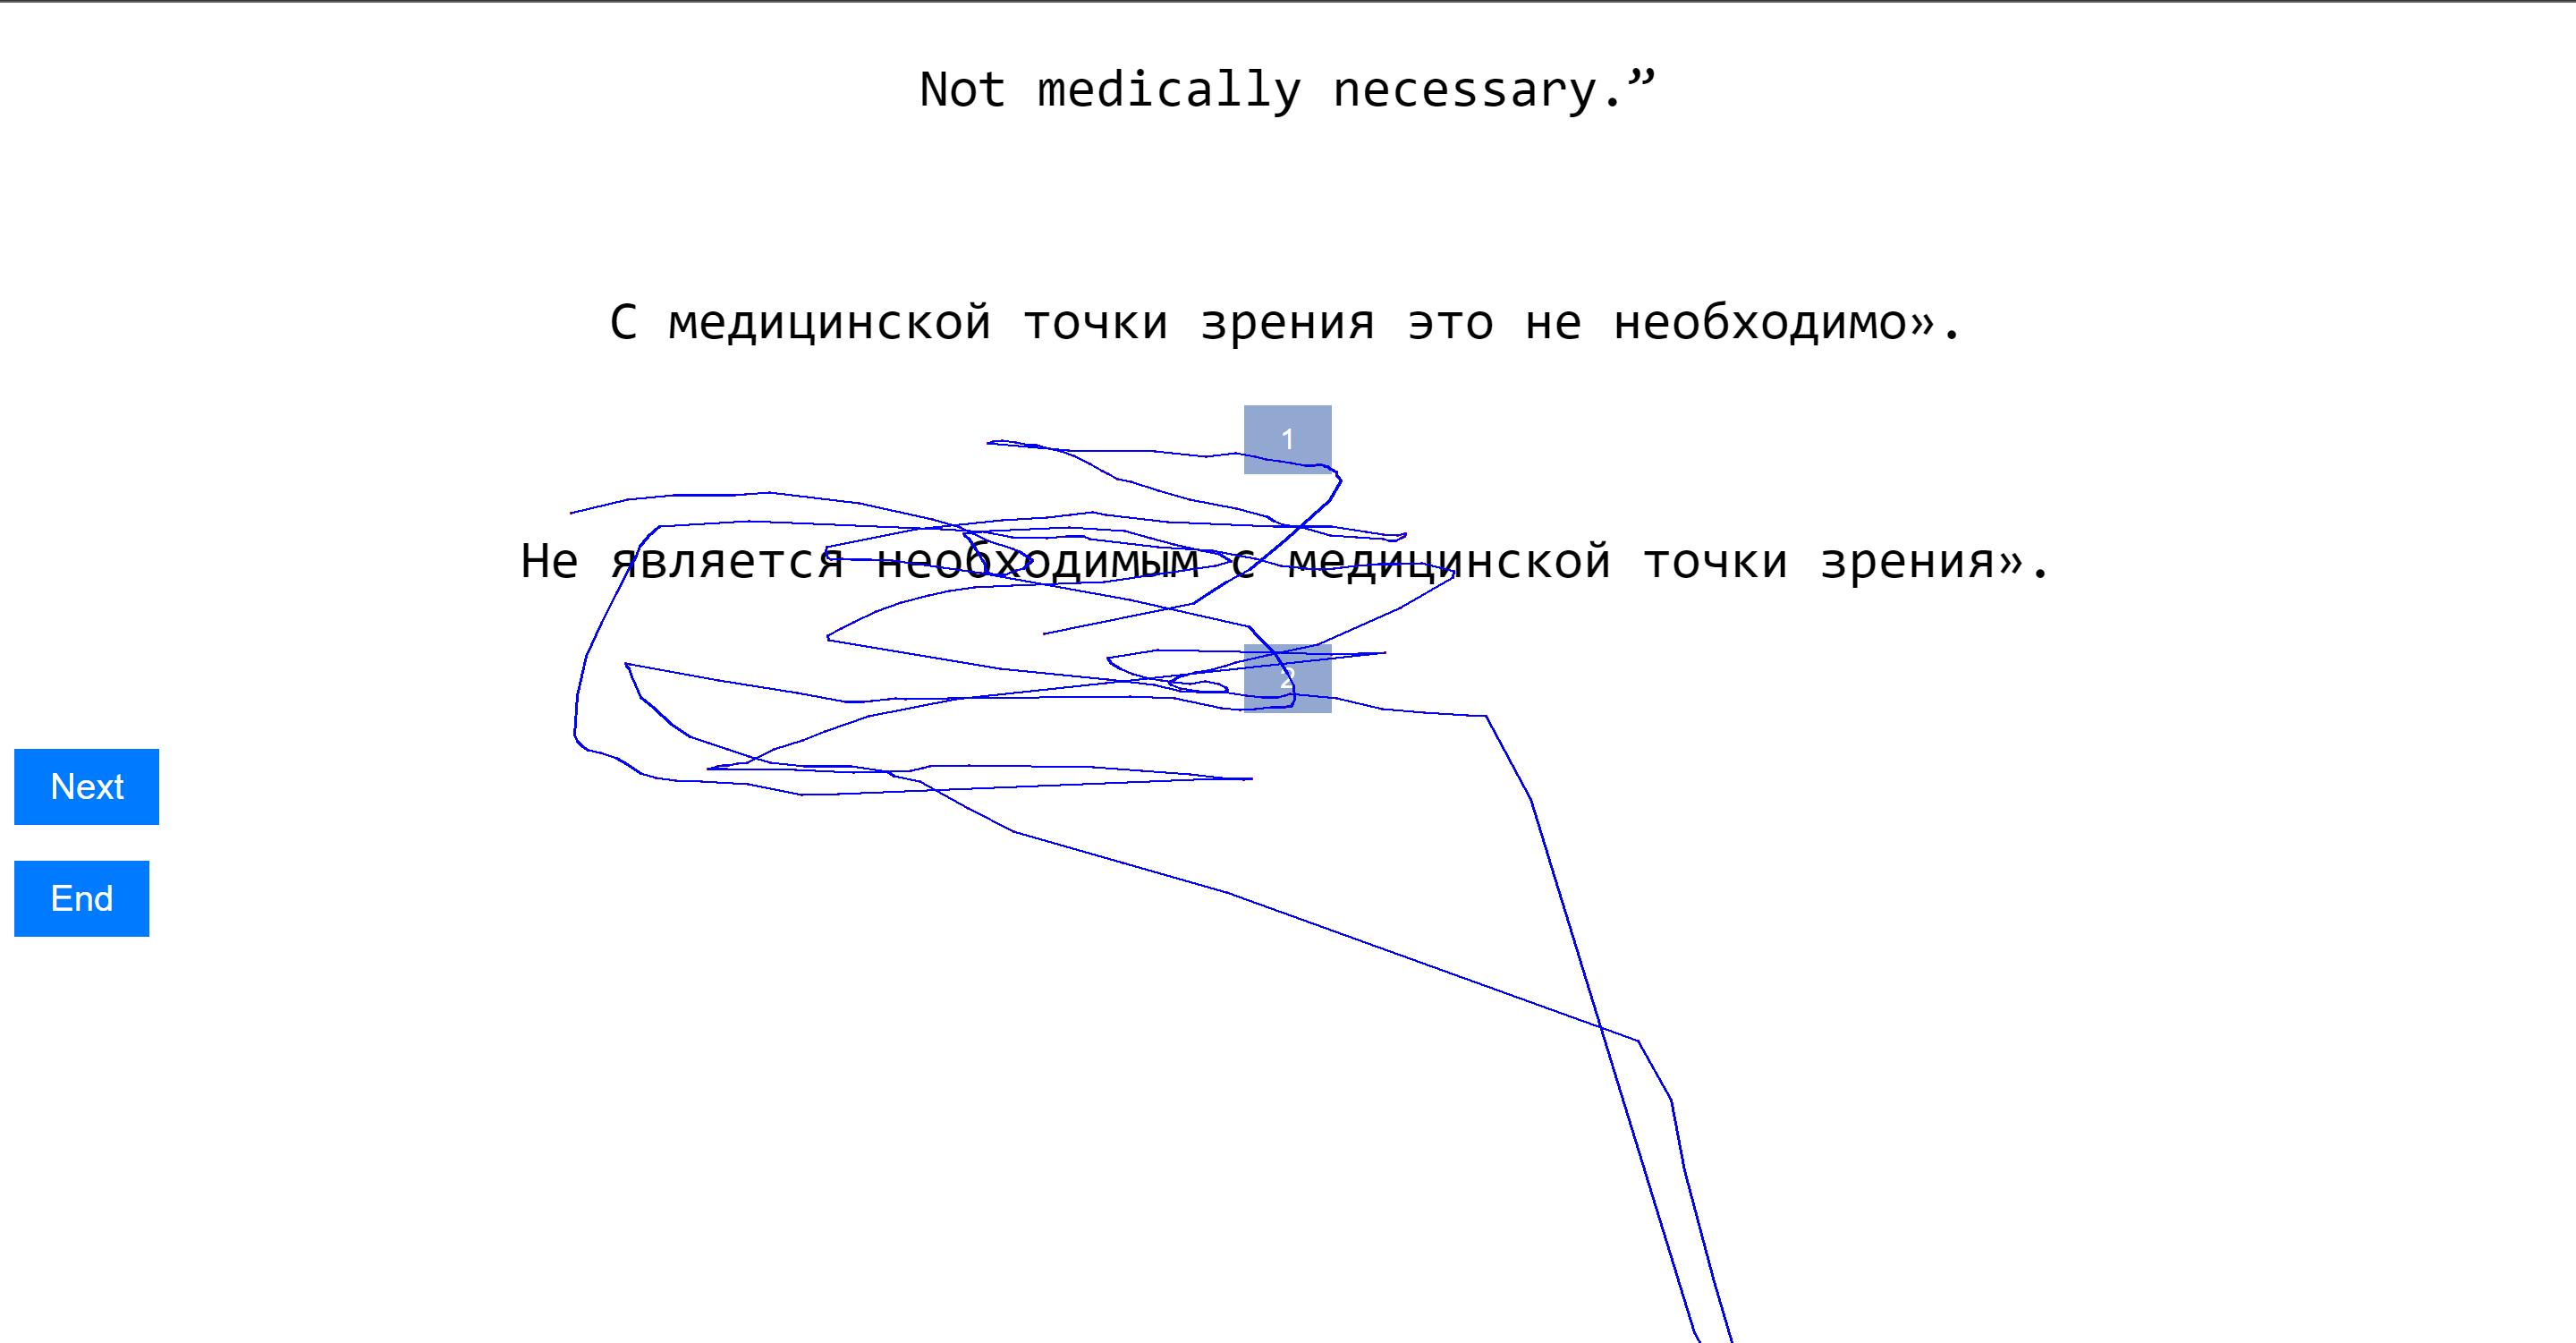 Not medically necessary.”
С медицинской точки зрения это не необходимо».
1
Не является необходимым с медицинской точки зрения».
2
Next
End